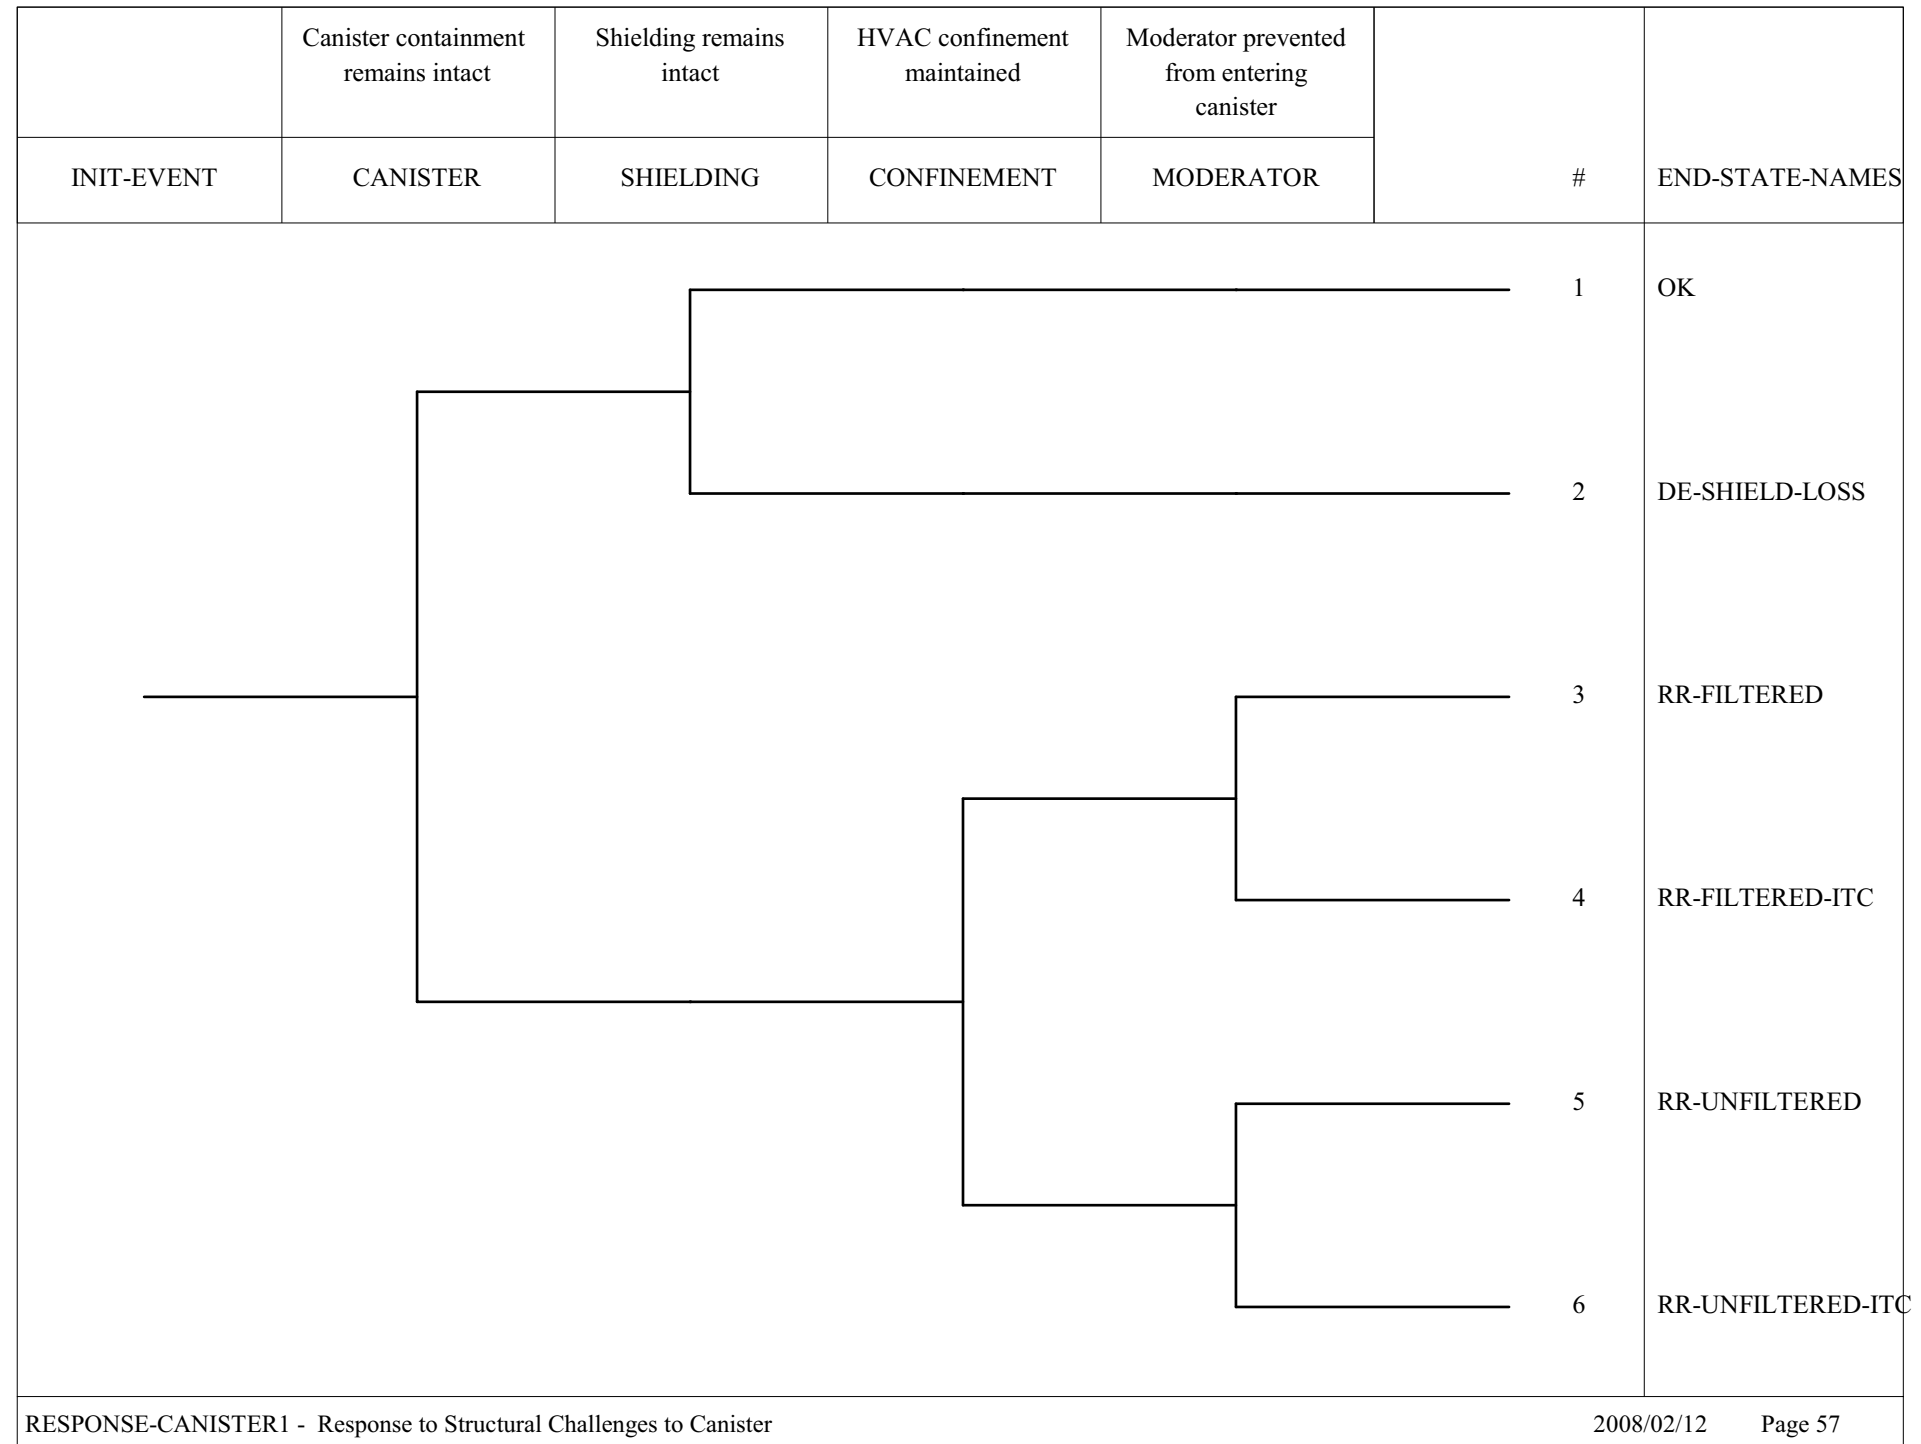 Canister containment
remains intact
Shielding remains
intact
HVAC confinement
maintained
Moderator prevented
from entering
canister
INIT-EVENT
CANISTER
SHIELDING
CONFINEMENT
MODERATOR
#
END-STATE-NAMES
1 OK
2 DE-SHIELD-LOSS
3 RR-FILTERED
4 RR-FILTERED-ITC
5 RR-UNFILTERED
6 RR-UNFILTERED-ITC
RESPONSE-CANISTER1 - Response to Structural Challenges to Canister 2008/02/12 Page 57